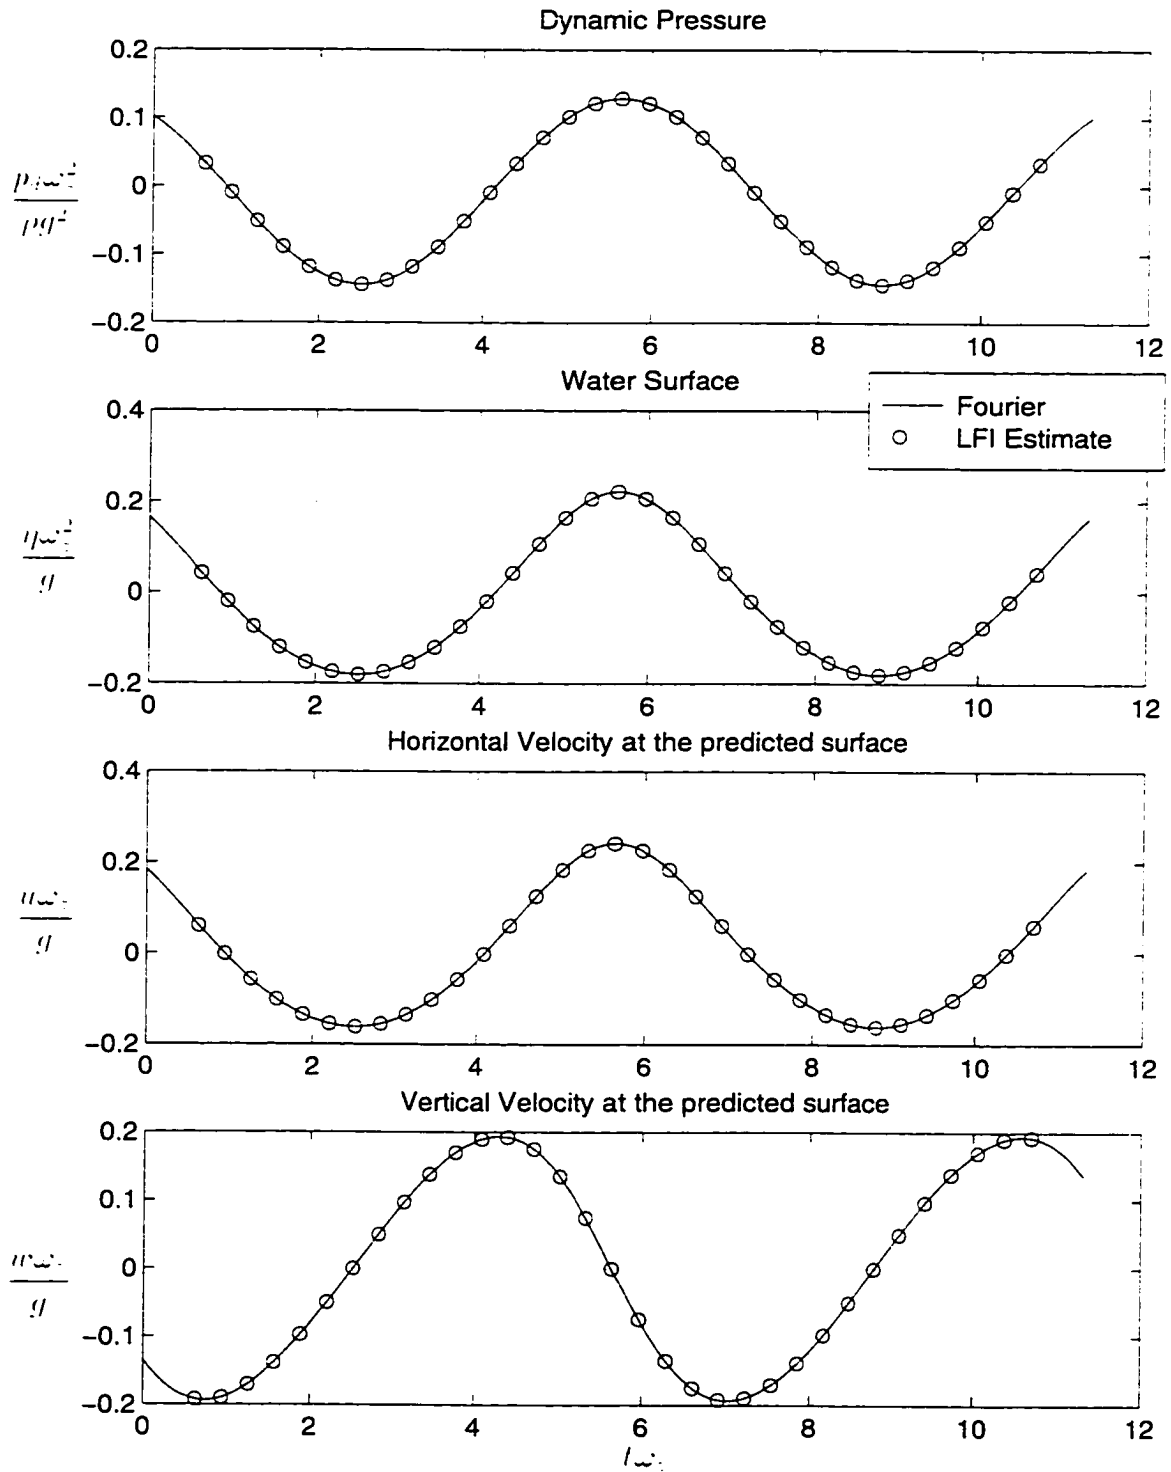 Dynamic Pressure
0.2
0.1
0
−0.1
−0.2
0 2 4 6 8 10 12
Water Surface
Fourier
LFI Estimate
0.4
0.2
0
−0.2
0 2 4 6 8 10 12
Horizontal Velocity at the predicted surface
0.4
0.2
0
−0.2
0 2 4 6 8 10 12
Vertical Velocity at the predicted surface
0.2
0.1
0
−0.1
−0.2
0 2 4 6 8 10 12